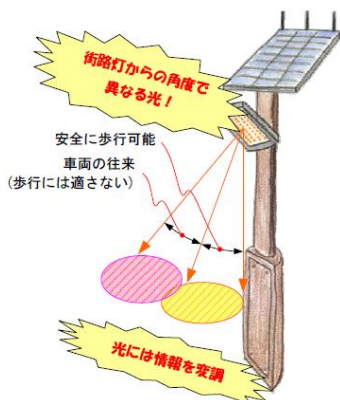 街路灯からの角度で
異なる光！
安全に歩行可能
車両の往来
(歩行には適さない)
光には情報を変調